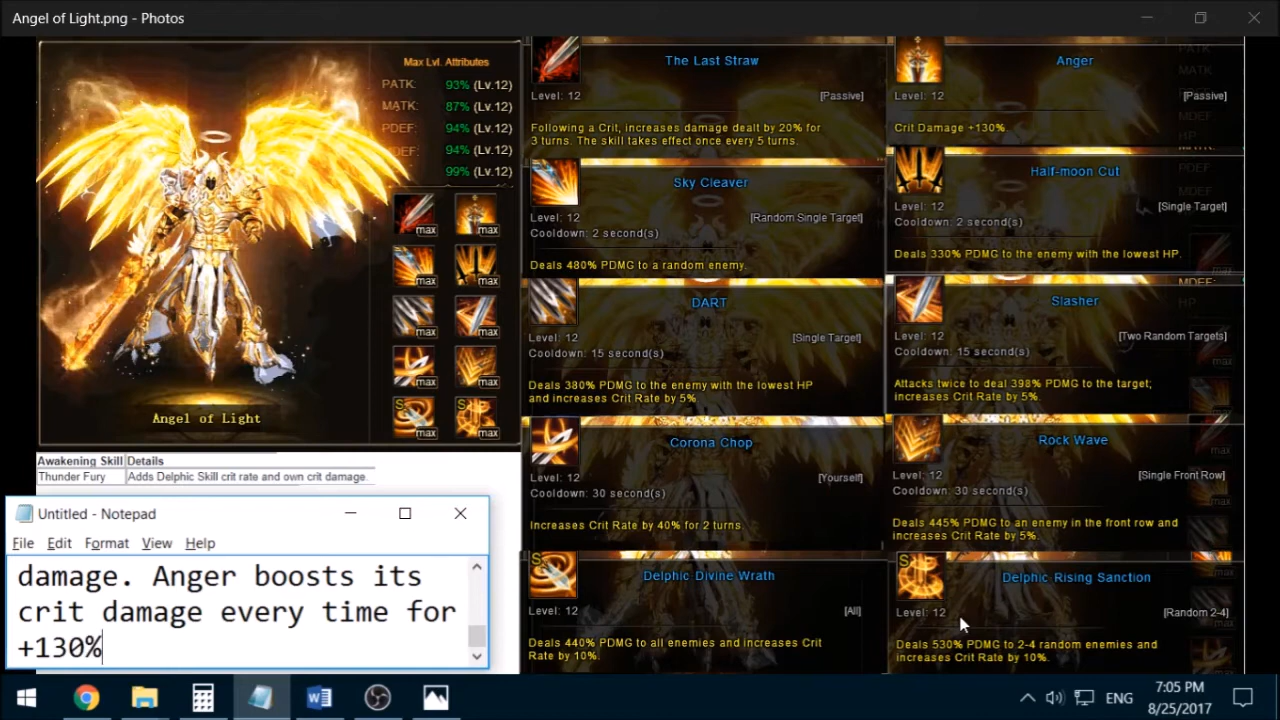 Angel of Light.png - Photos
Max Lvl. Attributes
PATK: 93% (Lv.12)
MATK: 87% (Lv.12)
PDEF: 94% (Lv.12)
DEF: 94% (Lv.12)
99% (Lv.12)
max max
max max
max max
max max
S max S max
Angel of Light
Awakening Skill Details
Thunder Fury Adds Delphic Skill crit rate and own crit damage.
The Last Straw
Level: 12 [Passive]
Following a Crit, increases damage dealt by 20% for
3 turns. The skill takes effect once every 5 turns.
Anger
Level: 12 [Passive]
Crit Damage +130%.
Sky Cleaver
Level: 12 [Random Single Target]
Cooldown: 2 second(s)
Deals 480% PDMG to a random enemy.
Half-moon Cut
Level: 12 [Single Target]
Cooldown: 2 second(s)
Deals 330% PDMG to the enemy with the lowest HP.
DART
Level: 12 [Single Target]
Cooldown: 15 second(s)
Deals 380% PDMG to the enemy with the lowest HP
and increases Crit Rate by 5%.
Slasher
Level: 12 [Two Random Targets]
Cooldown: 15 second(s)
Attacks twice to deal 398% PDMG to the target;
increases Crit Rate by 5%.
Corona Chop
Level: 12 [Yourself]
Cooldown: 30 second(s)
Increases Crit Rate by 40% for 2 turns.
Rock Wave
Level: 12 [Single Front Row]
Cooldown: 30 second(s)
Deals 445% PDMG to an enemy in the front row and
increases Crit Rate by 5%.
S Delphic Divine Wrath
Level: 12 [All]
Deals 440% PDMG to all enemies and increases Crit
Rate by 10%.
S Delphic Rising Sanction
Level: 12 [Random 2-4]
Deals 530% PDMG to 2-4 random enemies and
increases Crit Rate by 10%.
Untitled - Notepad
File Edit Format View Help
damage. Anger boosts its
crit damage every time for
+130%
ENG
7:05 PM
8/25/2017